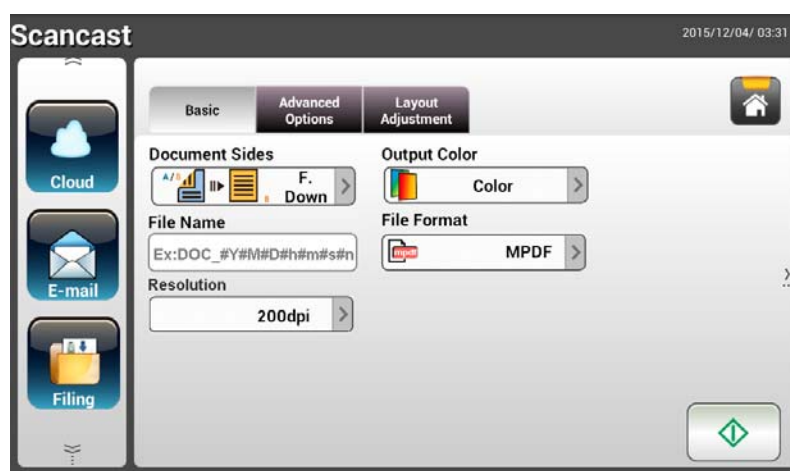 Scancast
2015/12/04/ 03:31
Basic
Advanced
Options
Layout
Adjustment
Cloud
E-mail
Filing
Document Sides
A/B
B
F.
Down
Output Color
Color
File Name
Ex:DOC_#Y#M#D#h#m#s#n
File Format
mpdf
MPDF
Resolution
200dpi